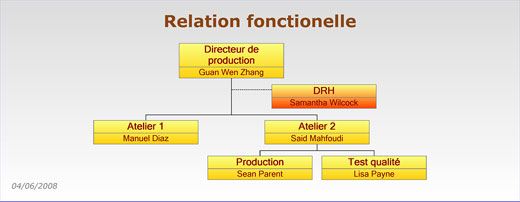 Relation fonctionelle
Directeur de
production
Guan Wen Zhang
DRH
Samantha Wilcock
Atelier 1
Manuel Diaz
Atelier 2
Said Mahfoudi
Production
Sean Parent
Test qualité
Lisa Payne
04/06/2008